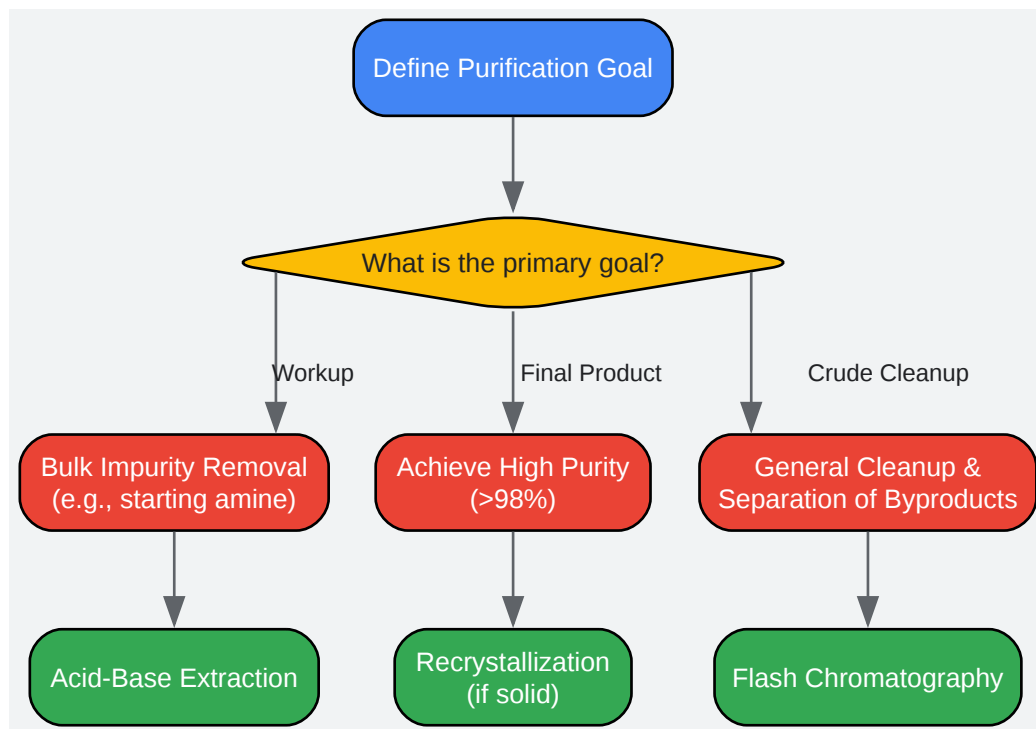 Define Purification Goal
What is the primary goal?
Workup
Final Product
Crude Cleanup
Bulk Impurity Removal
(e.g., starting amine)
Achieve High Purity
(>98%)
General Cleanup &
Separation of Byproducts
Acid-Base Extraction
Recrystallization
(if solid)
Flash Chromatography